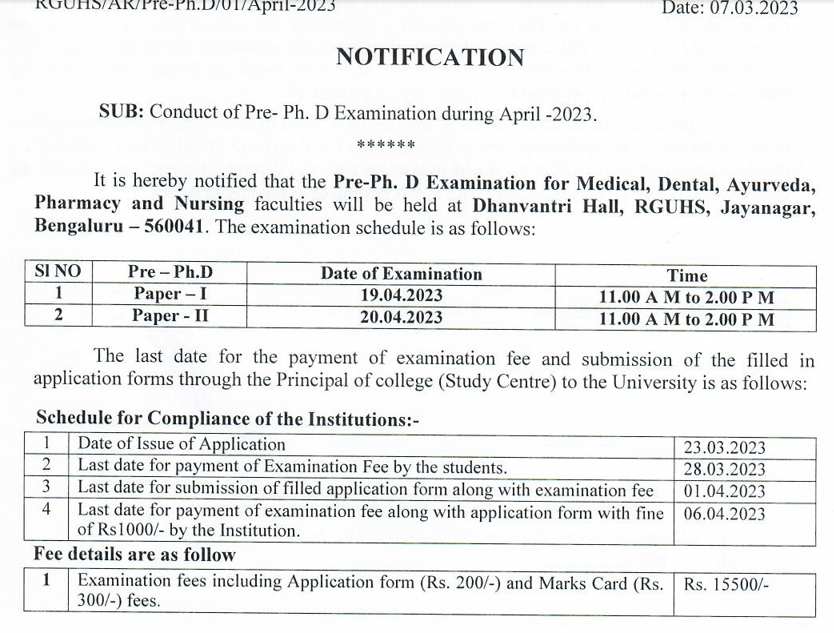 RGUHS/AR/Pre-Ph.D/01/April-2023 Date: 07.03.2023
NOTIFICATION
SUB: Conduct of Pre- Ph. D Examination during April -2023.
******
It is hereby notified that the Pre-Ph. D Examination for Medical, Dental, Ayurveda,
Pharmacy and Nursing faculties will be held at Dhanvantri Hall, RGUHS, Jayanagar,
Bengaluru – 560041. The examination schedule is as follows:
Sl NO Pre – Ph.D Date of Examination Time
1 Paper – I 19.04.2023 11.00 A M to 2.00 P M
2 Paper - II 20.04.2023 11.00 A M to 2.00 P M
The last date for the payment of examination fee and submission of the filled in
application forms through the Principal of college (Study Centre) to the University is as follows:
Schedule for Compliance of the Institutions:-
1 Date of Issue of Application 23.03.2023
2 Last date for payment of Examination Fee by the students. 28.03.2023
3 Last date for submission of filled application form along with examination fee 01.04.2023
4 Last date for payment of examination fee along with application form with fine 06.04.2023
of Rs1000/- by the Institution.
Fee details are as follow
1 Examination fees including Application form (Rs. 200/-) and Marks Card (Rs. Rs. 15500/-
300/-) fees.